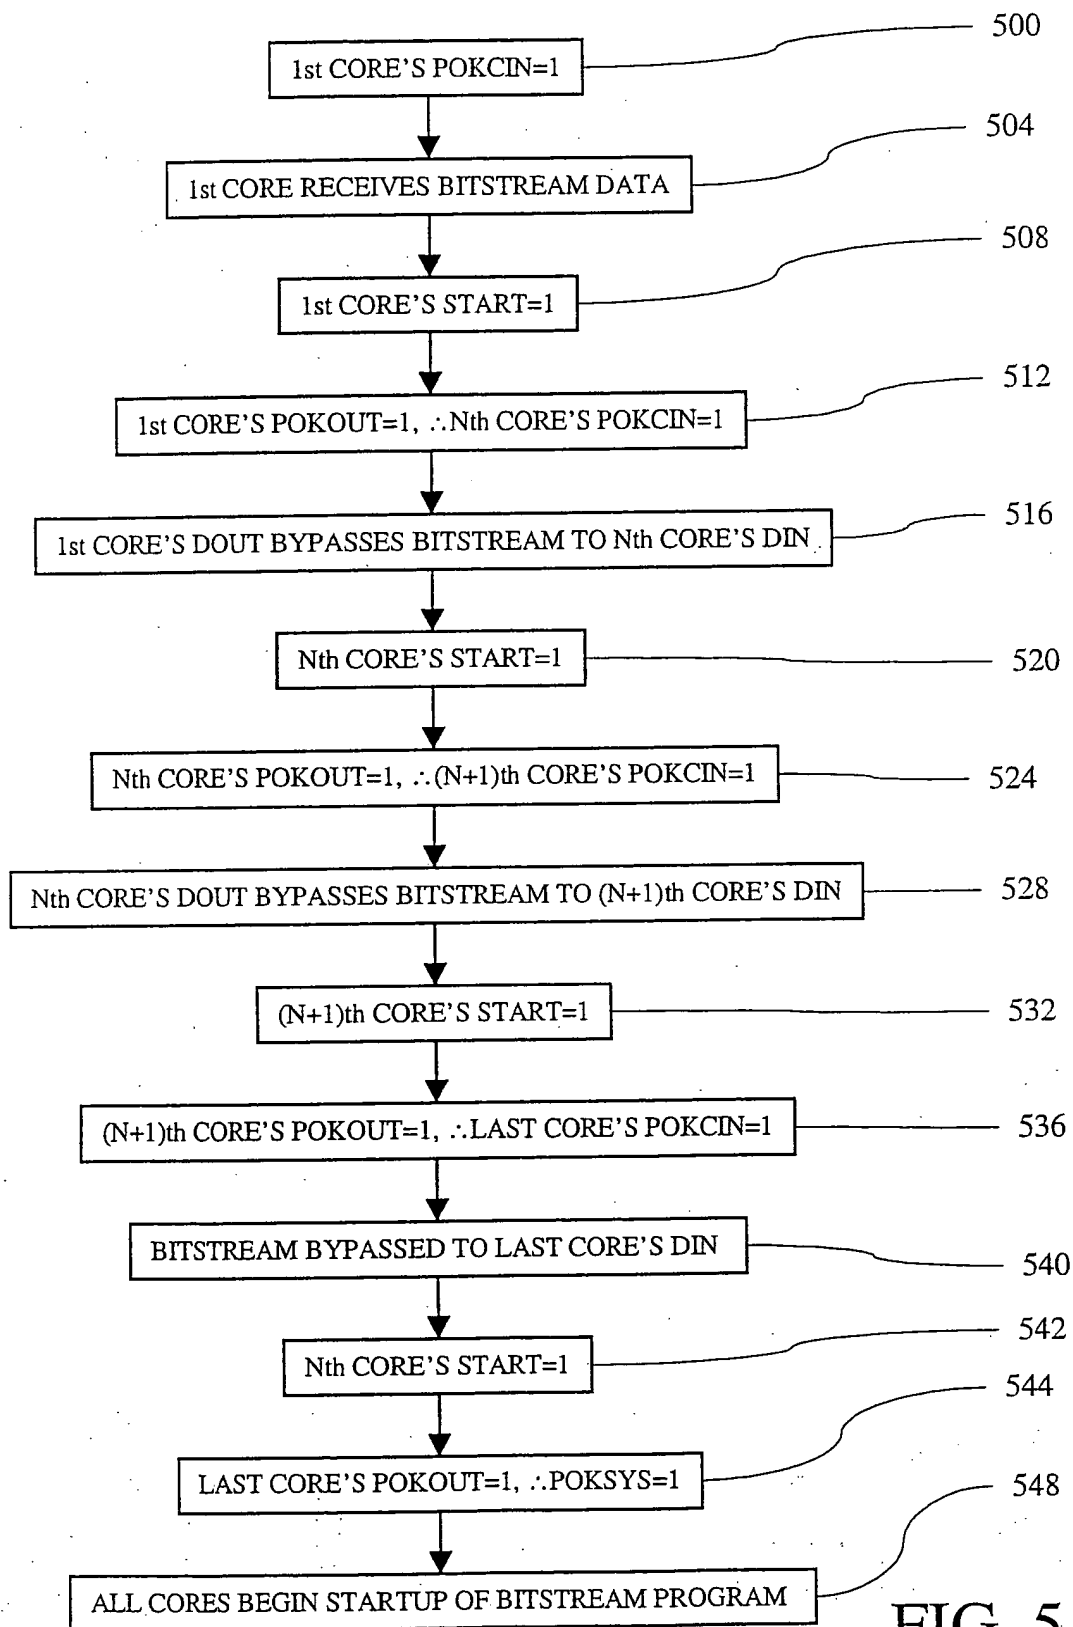 500
1st CORE'S POKCIN=1
504
1st CORE RECEIVES BITSTREAM DATA
508
1st CORE'S START=1
512
1st CORE'S POKOUT=1, ∴Nth CORE'S POKCIN=1
516
1st CORE'S DOUT BYPASSES BITSTREAM TO Nth CORE'S DIN
Nth CORE'S START=1
520
Nth CORE'S POKOUT=1, ∴(N+1)th CORE'S POKCIN=1
524
Nth CORE'S DOUT BYPASSES BITSTREAM TO (N+1)th CORE'S DIN
528
(N+1)th CORE'S START=1
532
(N+1)th CORE'S POKOUT=1, ∴LAST CORE'S POKCIN=1
536
BITSTREAM BYPASSED TO LAST CORE'S DIN
540
542
Nth CORE'S START=1
544
LAST CORE'S POKOUT=1, ∴POKSYS=1
548
ALL CORES BEGIN STARTUP OF BITSTREAM PROGRAM
FIG. 5